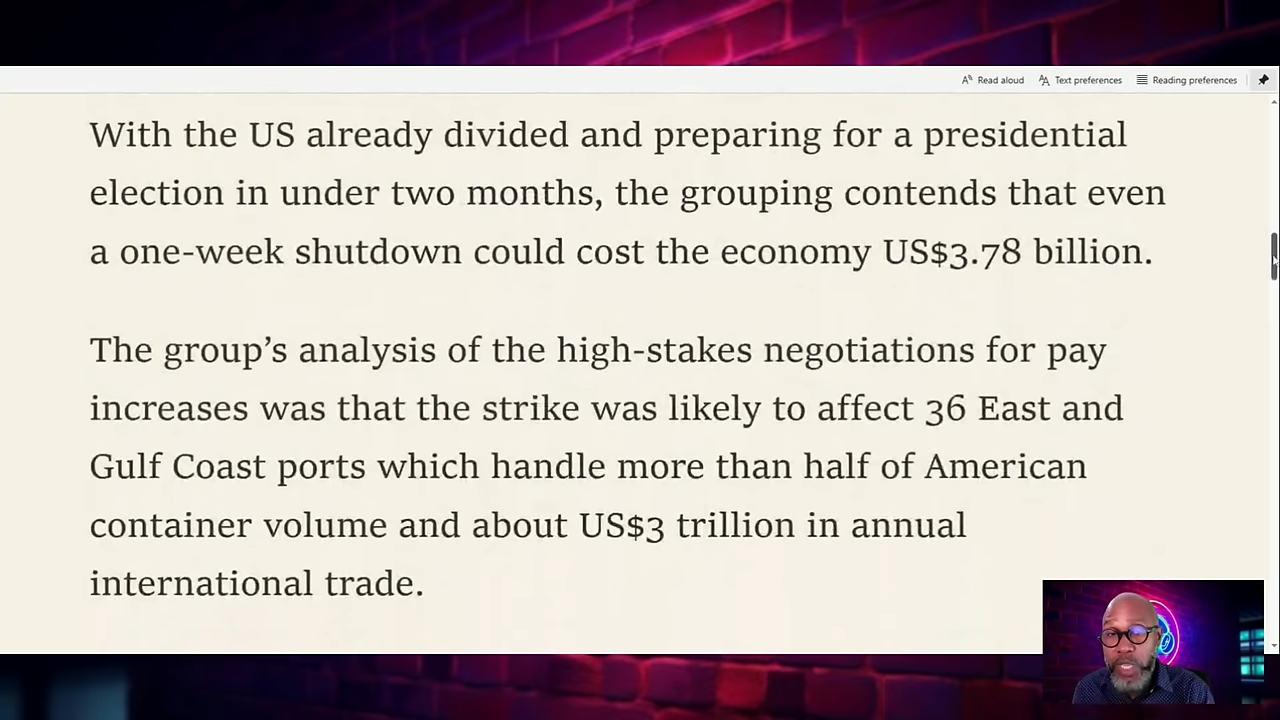 Read aloud Text preferences Reading preferences
With the US already divided and preparing for a presidential
election in under two months, the grouping contends that even
a one-week shutdown could cost the economy US$3.78 billion.
The group’s analysis of the high-stakes negotiations for pay
increases was that the strike was likely to affect 36 East and
Gulf Coast ports which handle more than half of American
container volume and about US$3 trillion in annual
international trade.